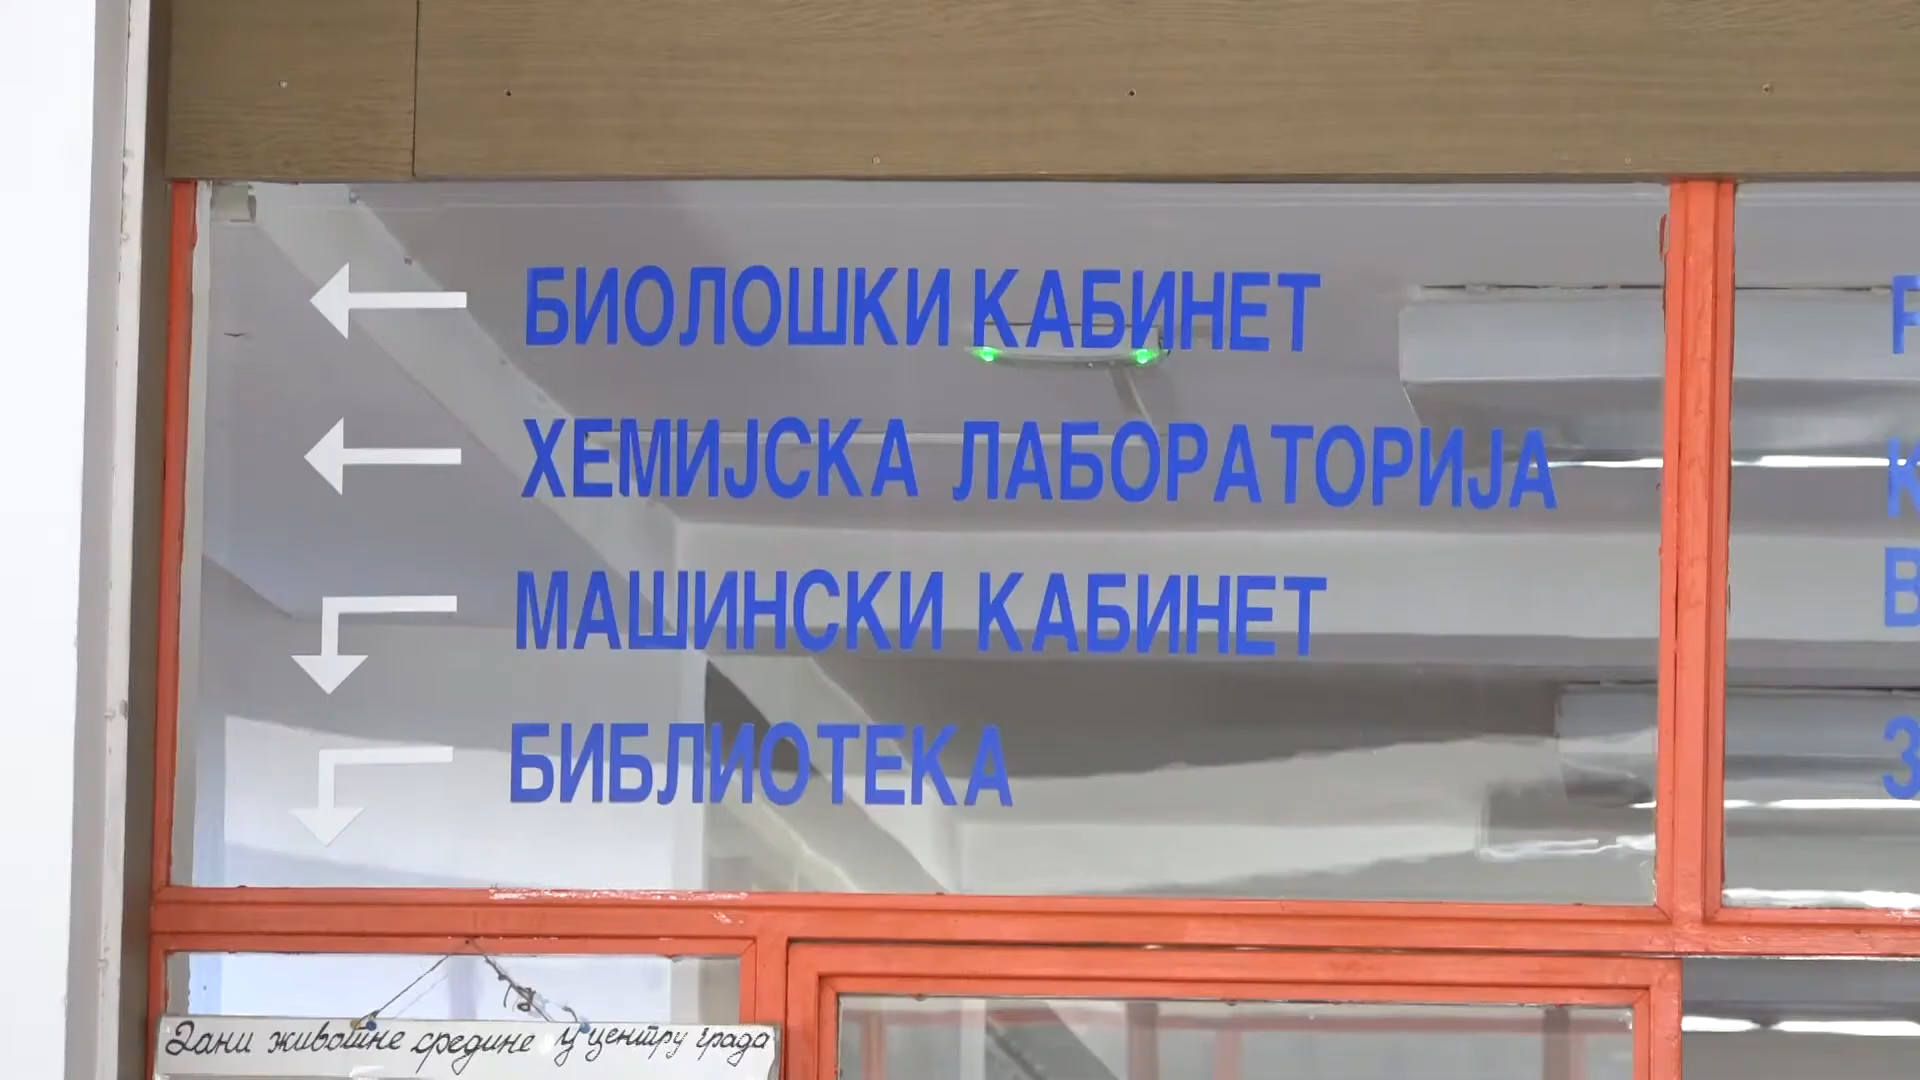 БИОЛОШКИ КАБИНЕТ
ХЕМИЈСКА ЛАБОРАТОРИЈА
МАШИНСКИ КАБИНЕТ
БИБЛИОТЕКА
Дани животне средине у центру града